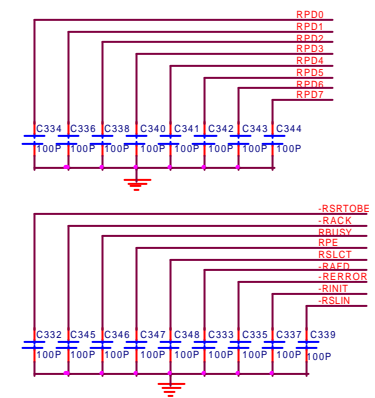 RPD0
RPD1
RPD2
RPD3
RPD4
RPD5
RPD6
RPD7
C334 C336 C338 C340 C341 C342 C343 C344
100P 100P 100P 100P 100P 100P 100P 100P
-RSRTOBE
-RACK
RBUSY
RPE
RSLCT
-RAFD
-RERROR
-RINIT
-RSLIN
C332 C345 C346 C347 C348 C333 C335 C337 C339
100P 100P 100P 100P 100P 100P 100P 100P 100P